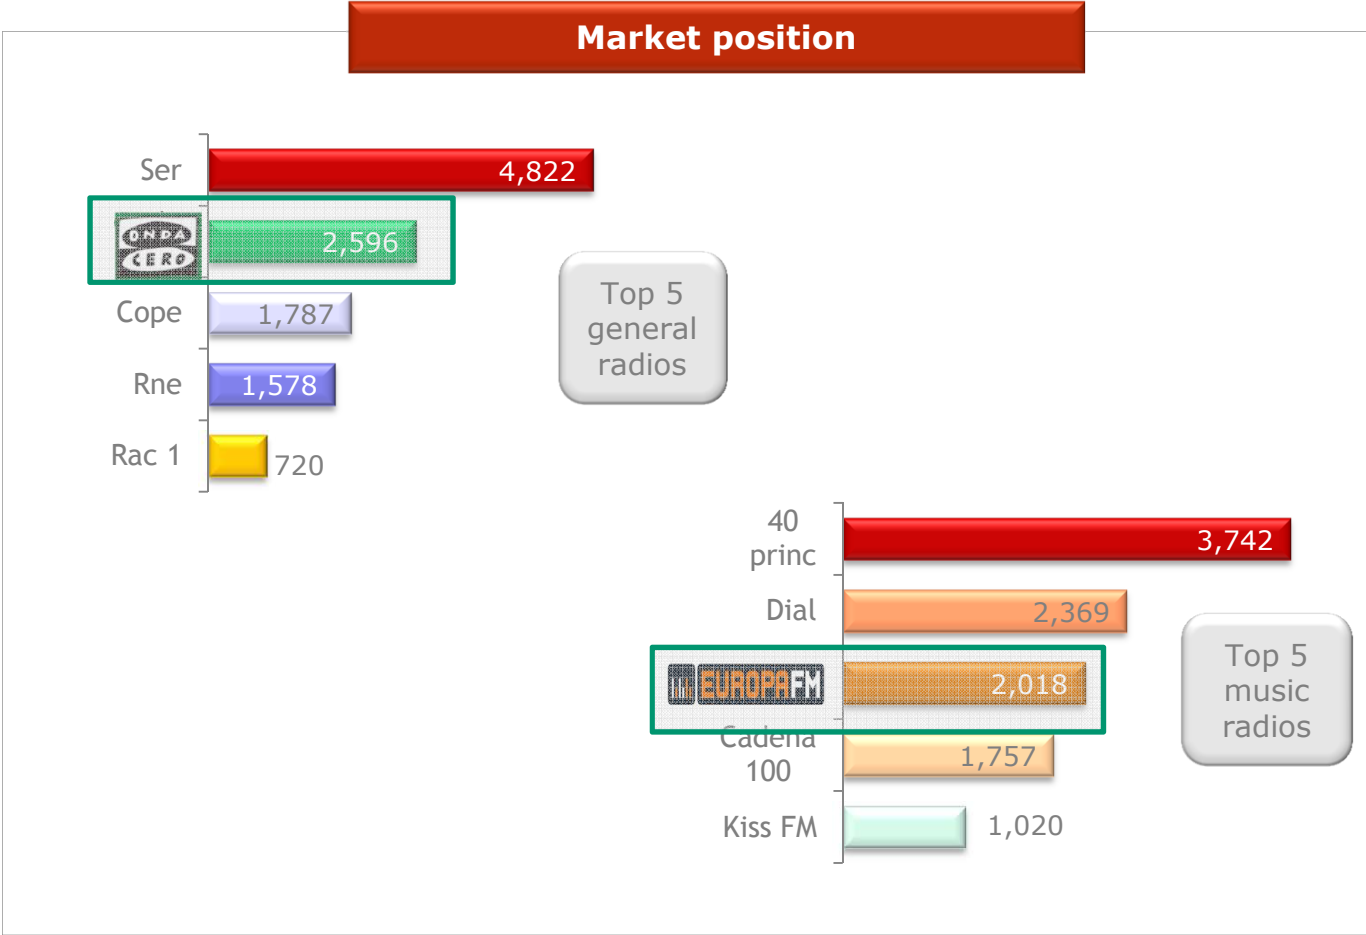 Market position
Ser
4,822
ONDA
CERO
2,596
Cope
1,787
Rne
1,578
Rac 1
720
Top 5
general
radios
40
princ
3,742
Dial
2,369
EUROPAFM
2,018
Cadena
100
1,757
Kiss FM
1,020
Top 5
music
radios